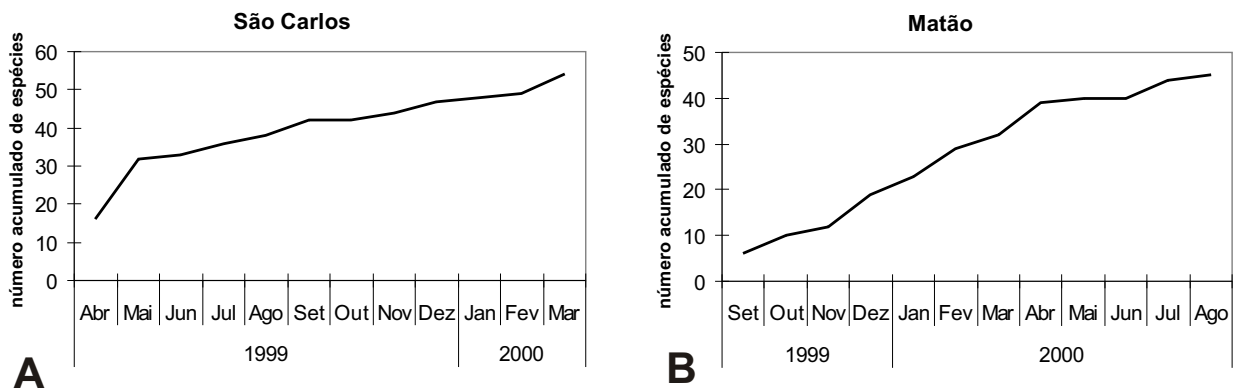 São Carlos
número acumulado de espécies
60
50
40
30
20
10
0
Abr Mai Jun Jul Ago Set Out Nov Dez Jan Fev Mar
1999 2000
A
Matão
número acumulado de espécies
50
40
30
20
10
0
Set Out Nov Dez Jan Fev Mar Abr Mai Jun Jul Ago
1999 2000
B